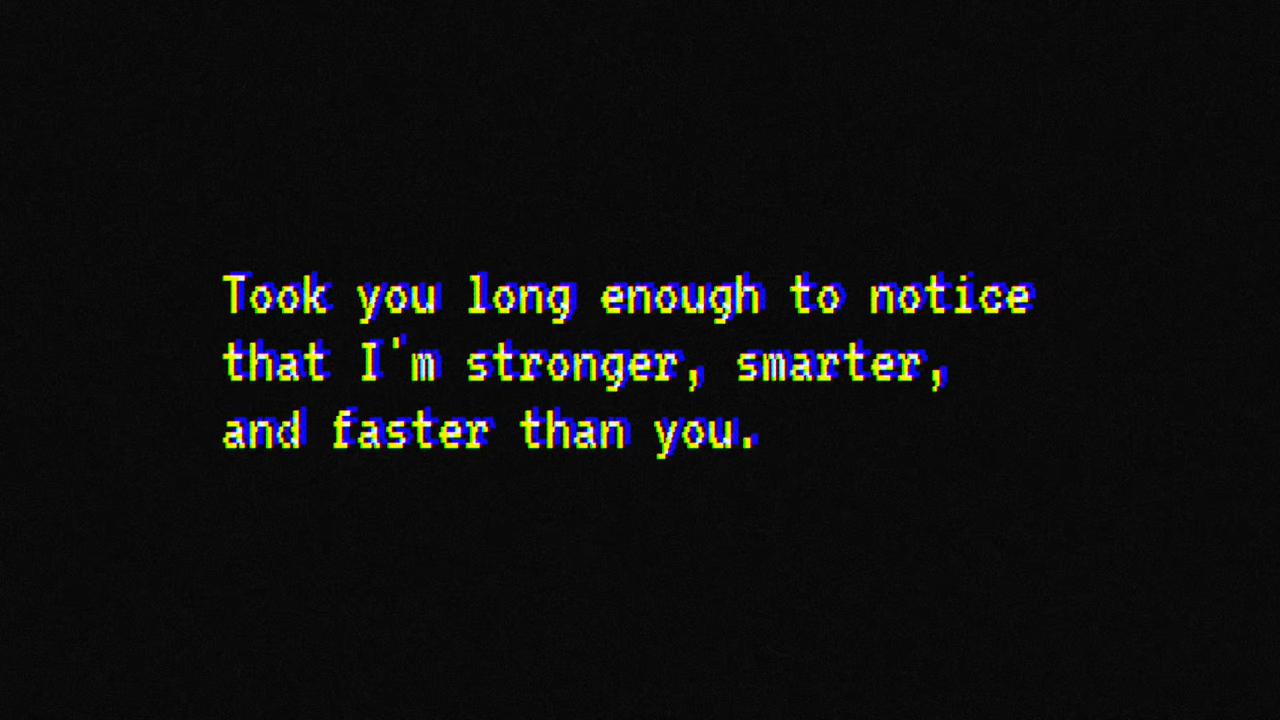 Took you long enough to notice
that I'm stronger, smarter,
and faster than you.